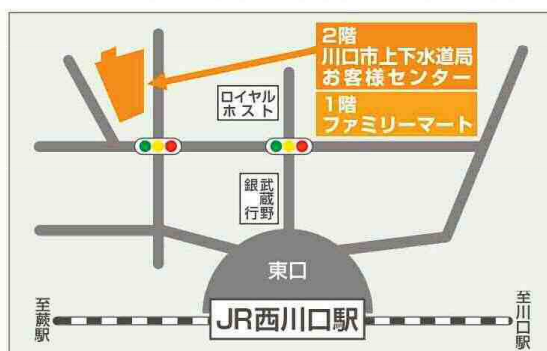 2階
川口市上下水道局
お客様センター
1階
ファミリーマート
ロイヤル
ホスト
武蔵野
銀行
東口
JR西川口駅
至蕨駅
至川口駅